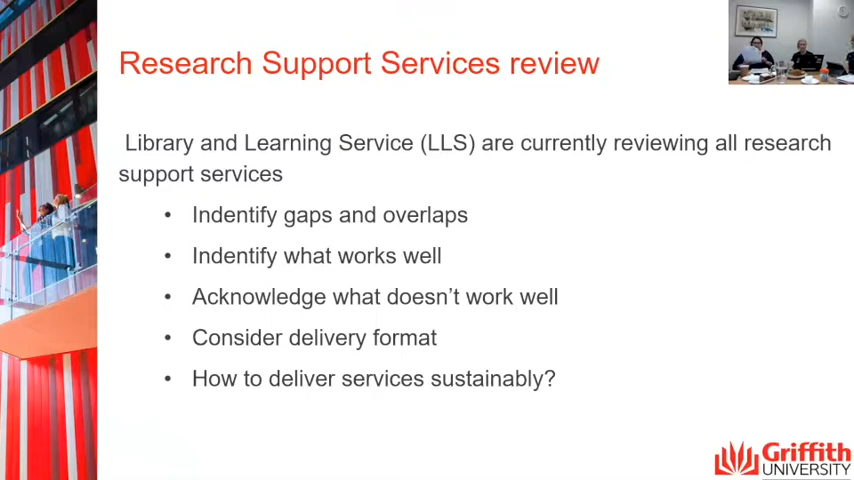 Research Support Services review
Library and Learning Service (LLS) are currently reviewing all research
support services
• Indentify gaps and overlaps
• Indentify what works well
• Acknowledge what doesn't work well
• Consider delivery format
• How to deliver services sustainably?
Griffith
UNIVERSITY